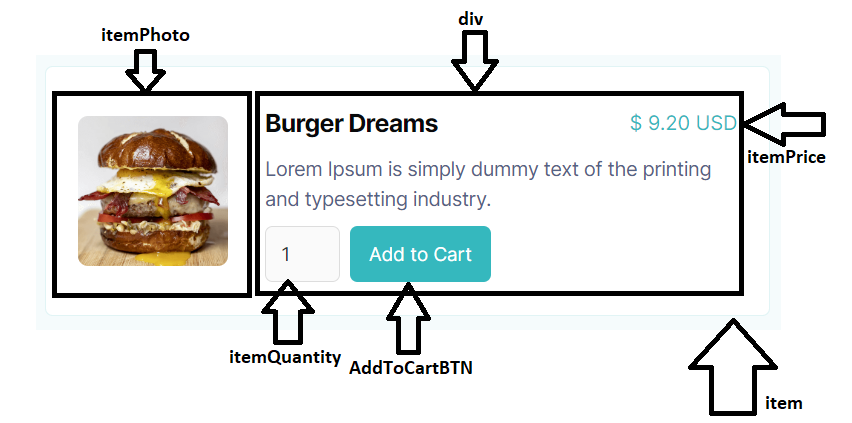 div
itemPhoto
Burger Dreams
$ 9.20 USD
itemPrice
Lorem Ipsum is simply dummy text of the printing
and typesetting industry.
1
Add to Cart
itemQuantity
AddToCartBTN
item